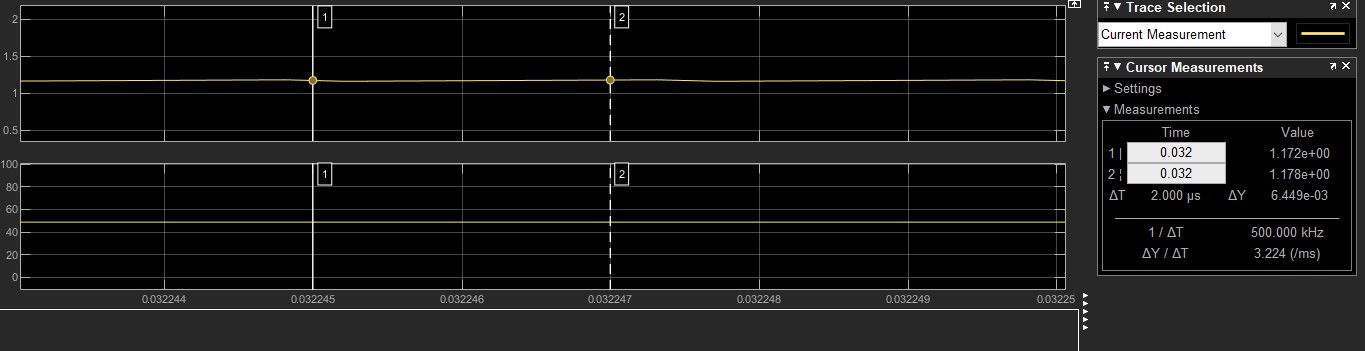 2
1.5
1
0.5
1
2
100
80
60
40
20
0
1
2
0.032244
0.032245
0.032246
0.032247
0.032248
0.032249
0.03225
Trace Selection
Current Measurement
Cursor Measurements
Settings
Measurements
Time Value
1 | 0.032 1.172e+00
2 ¦ 0.032 1.178e+00
ΔT 2.000 µs ΔY 6.449e-03
1 / ΔT 500.000 kHz
ΔY / ΔT 3.224 (/ms)